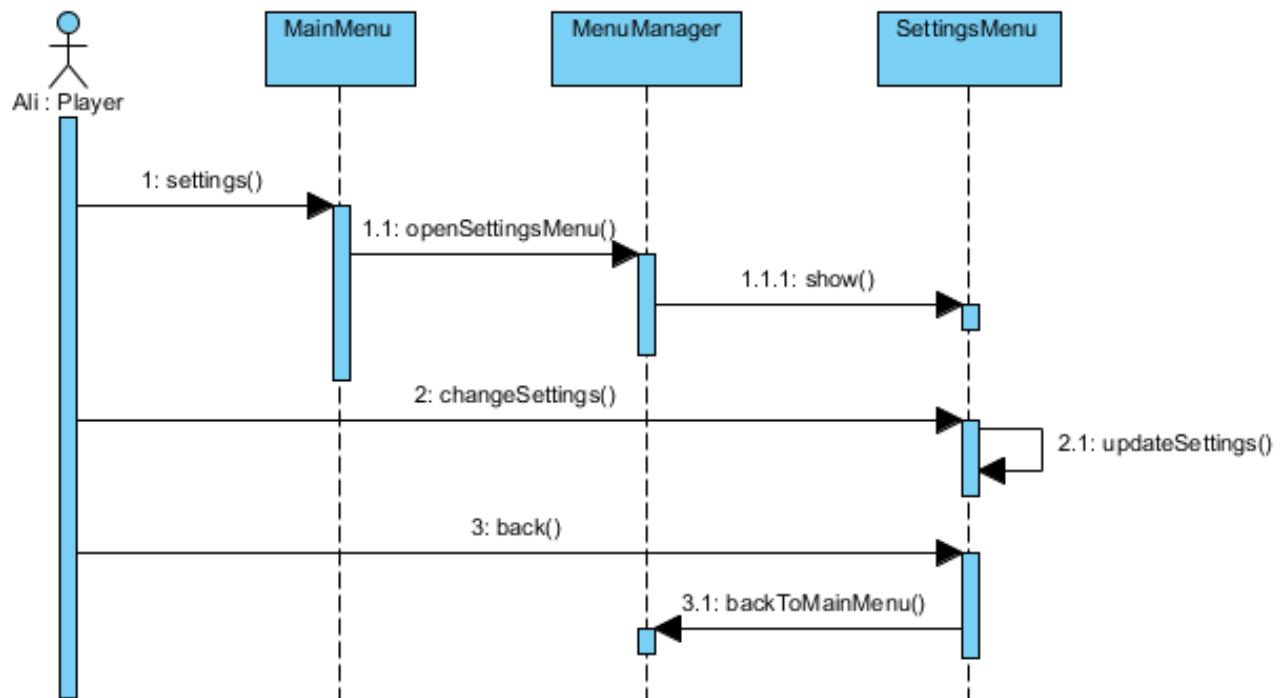 MainMenu
MenuManager
SettingsMenu
Ali : Player
1: settings()
1.1: openSettingsMenu()
1.1.1: show()
2: changeSettings()
2.1: updateSettings()
3: back()
3.1: backToMainMenu()